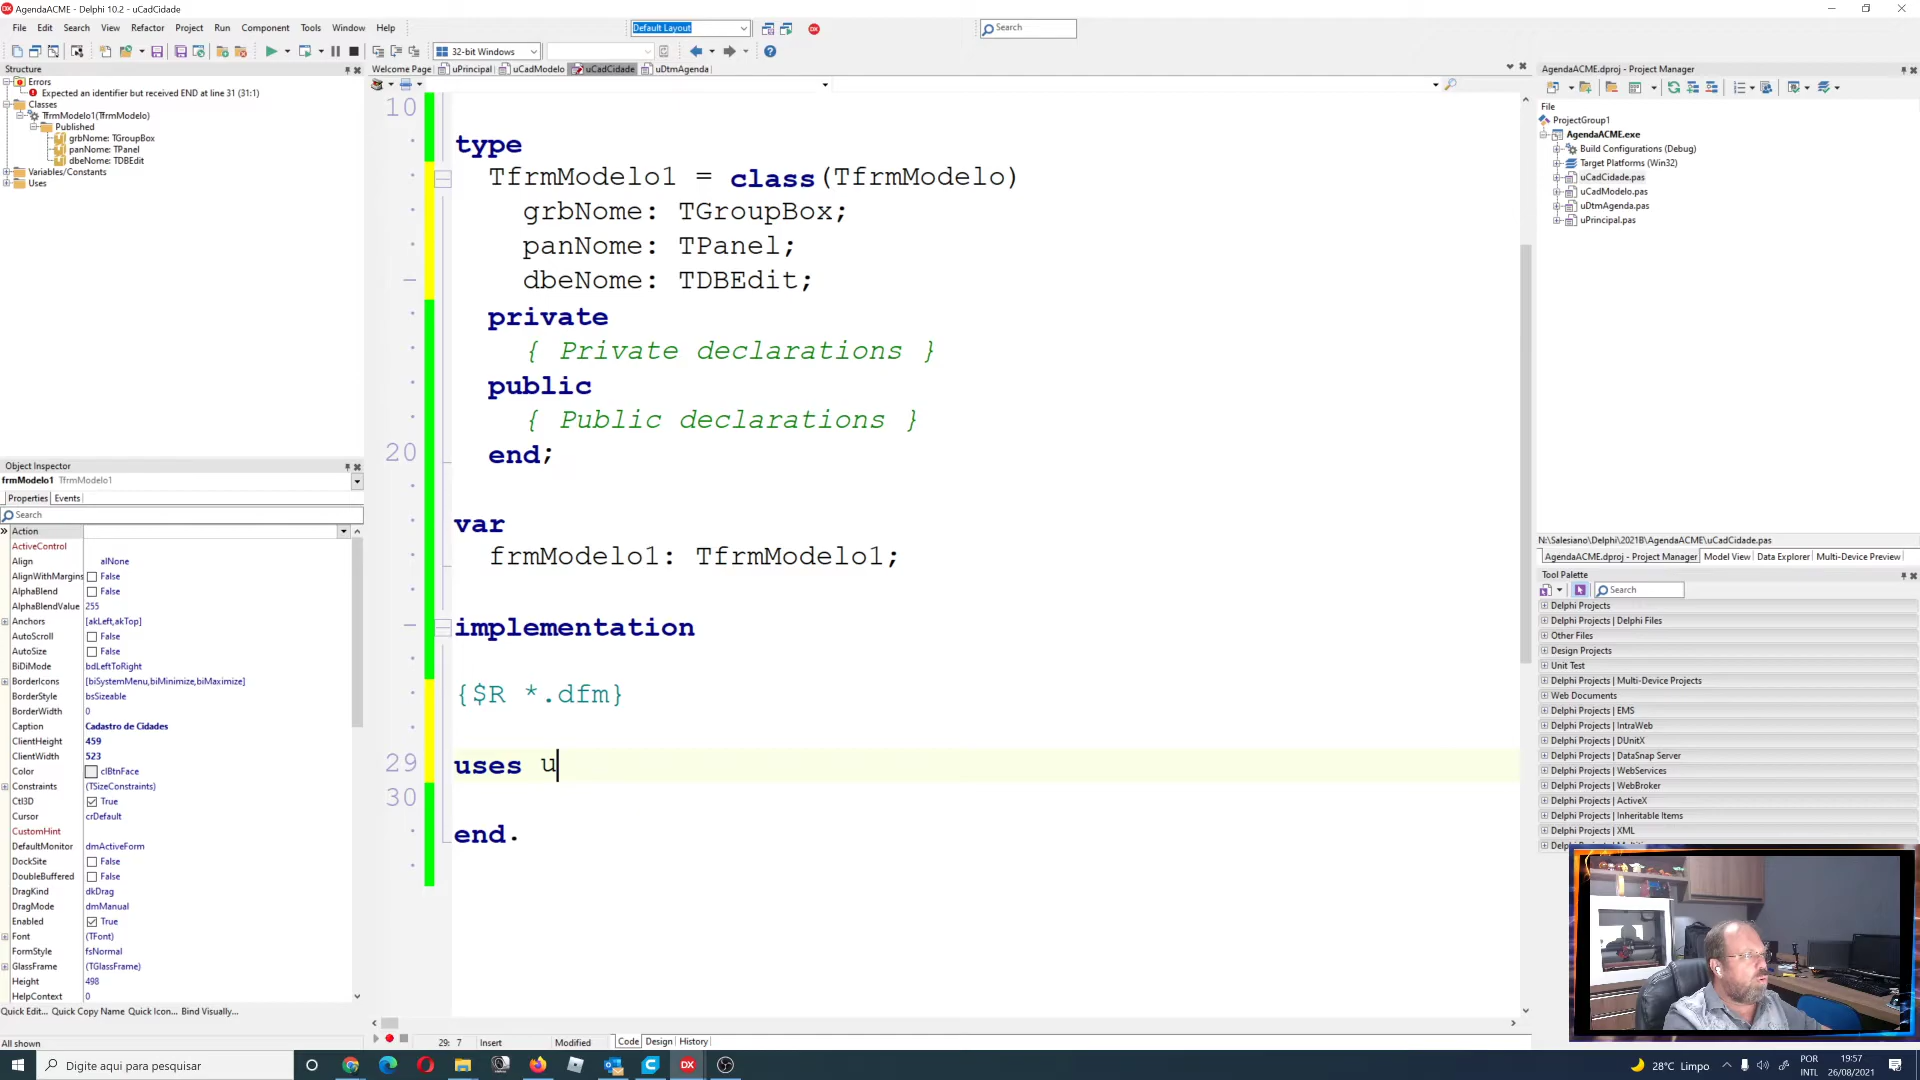 AgendaACME - Delphi 10.2 - uCadCidade
File Edit Search View Refactor Project Run Component Tools Window Help
Default Layout
Search
32-bit Windows
Structure
Welcome Page uPrincipal uCadModelo uCadCidade uDtmAgenda
Errors
Expected an identifier but received END at line 31 (31:1)
Classes
TfrmModelo1(TfrmModelo)
Published
grbNome: TGroupBox
panNome: TPanel
dbeNome: TDBEdit
Variables/Constants
Uses
10
type
TfrmModelo1 = class(TfrmModelo)
grbNome: TGroupBox;
panNome: TPanel;
dbeNome: TDBEdit;
private
{ Private declarations }
public
{ Public declarations }
20 end;
var
frmModelo1: TfrmModelo1;
implementation
{$R *.dfm}
29 uses u
30
end.
Object Inspector
frmModelo1 TfrmModelo1
Properties Events
Search
Action
ActiveControl
Align alNone
AlignWithMargins False
AlphaBlend False
AlphaBlendValue 255
Anchors [akLeft,akTop]
AutoScroll False
AutoSize False
BiDiMode bdLeftToRight
BorderIcons [biSystemMenu,biMinimize,biMaximize]
BorderStyle bsSizeable
BorderWidth 0
Caption Cadastro de Cidades
ClientHeight 459
ClientWidth 523
Color clBtnFace
Constraints (TSizeConstraints)
Ctl3D True
Cursor crDefault
CustomHint
DefaultMonitor dmActiveForm
DockSite False
DoubleBuffered False
DragKind dkDrag
DragMode dmManual
Enabled True
Font (TFont)
FormStyle fsNormal
GlassFrame (TGlassFrame)
Height 498
HelpContext 0
Quick Edit... Quick Copy Name Quick Icon... Bind Visually...
All shown
29: 7 Insert Modified Code Design History
AgendaACME.dproj - Project Manager
File
ProjectGroup1
AgendaACME.exe
Build Configurations (Debug)
Target Platforms (Win32)
uCadCidade.pas
uCadModelo.pas
uDtmAgenda.pas
uPrincipal.pas
N:\Salesiano\Delphi\2021B\AgendaACME\uCadCidade.pas
AgendaACME.dproj - Project Manager Model View Data Explorer Multi-Device Preview
Tool Palette
Search
Delphi Projects
Delphi Projects | Delphi Files
Other Files
Design Projects
Unit Test
Delphi Projects | Multi-Device Projects
Web Documents
Delphi Projects | EMS
Delphi Projects | IntraWeb
Delphi Projects | DUnitX
Delphi Projects | DataSnap Server
Delphi Projects | WebServices
Delphi Projects | WebBroker
Delphi Projects | ActiveX
Delphi Projects | Inheritable Items
Delphi Projects | XML
Digite aqui para pesquisar
28°C Limpo
POR
INTL
19:57
26/08/2021